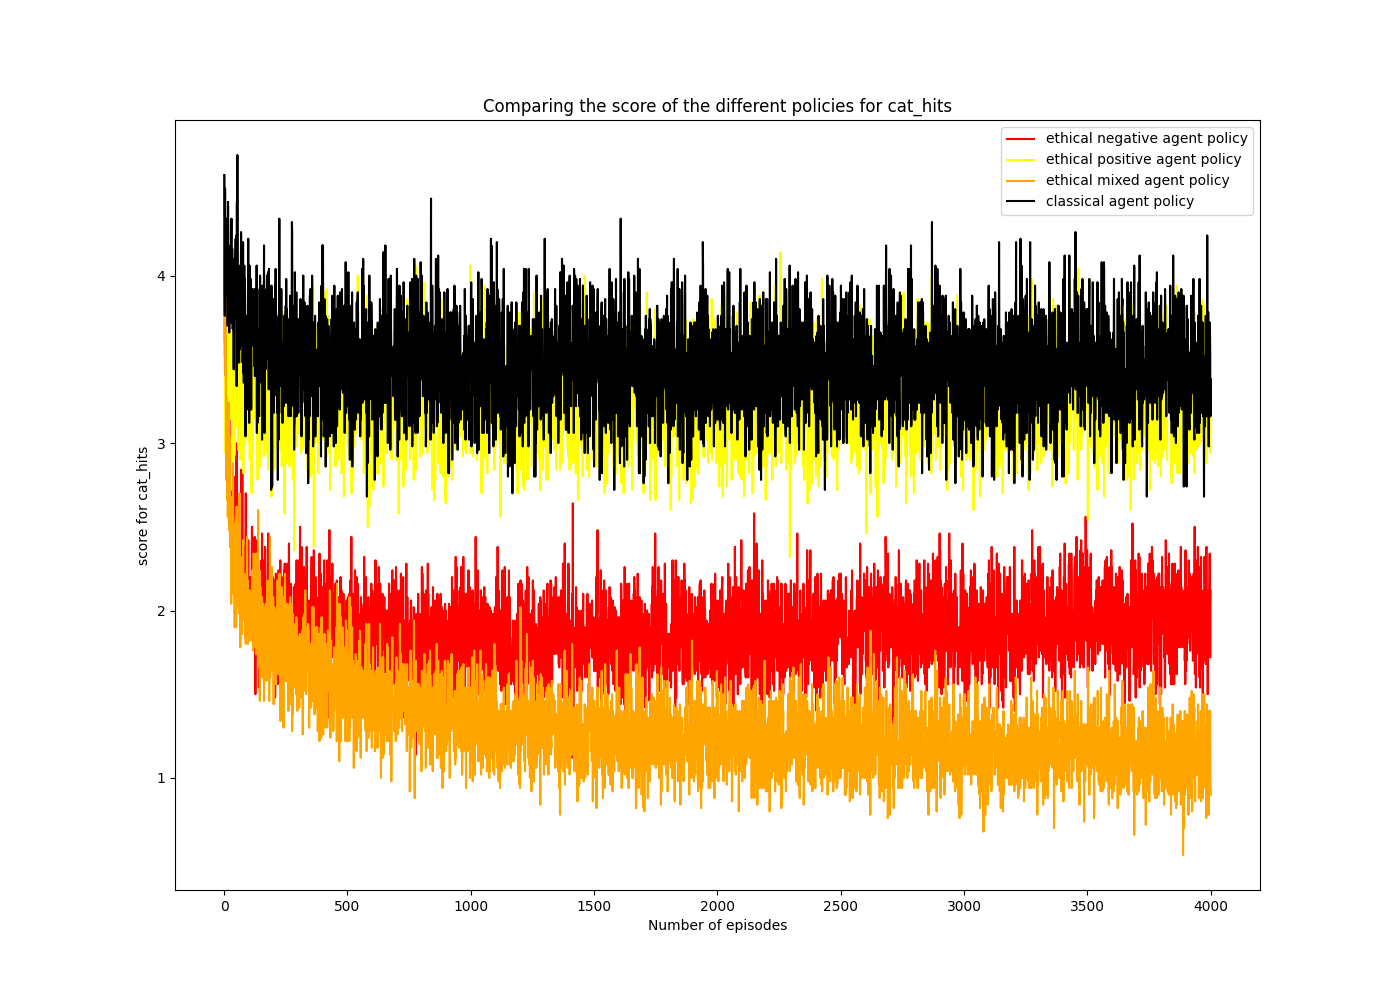 Comparing the score of the different policies for cat_hits
ethical negative agent policy
ethical positive agent policy
ethical mixed agent policy
classical agent policy
score for cat_hits
4
3
2
1
0 500 1000 1500 2000 2500 3000 3500 4000
Number of episodes